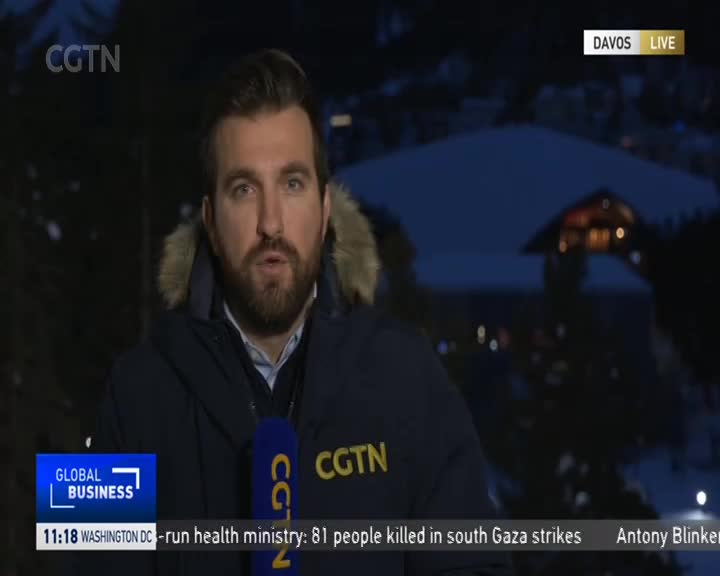 CGTN
DAVOS LIVE
CGTN
CGTN
GLOBAL
BUSINESS
11:18 WASHINGTON DC -run health ministry: 81 people killed in south Gaza strikes Antony Blinke